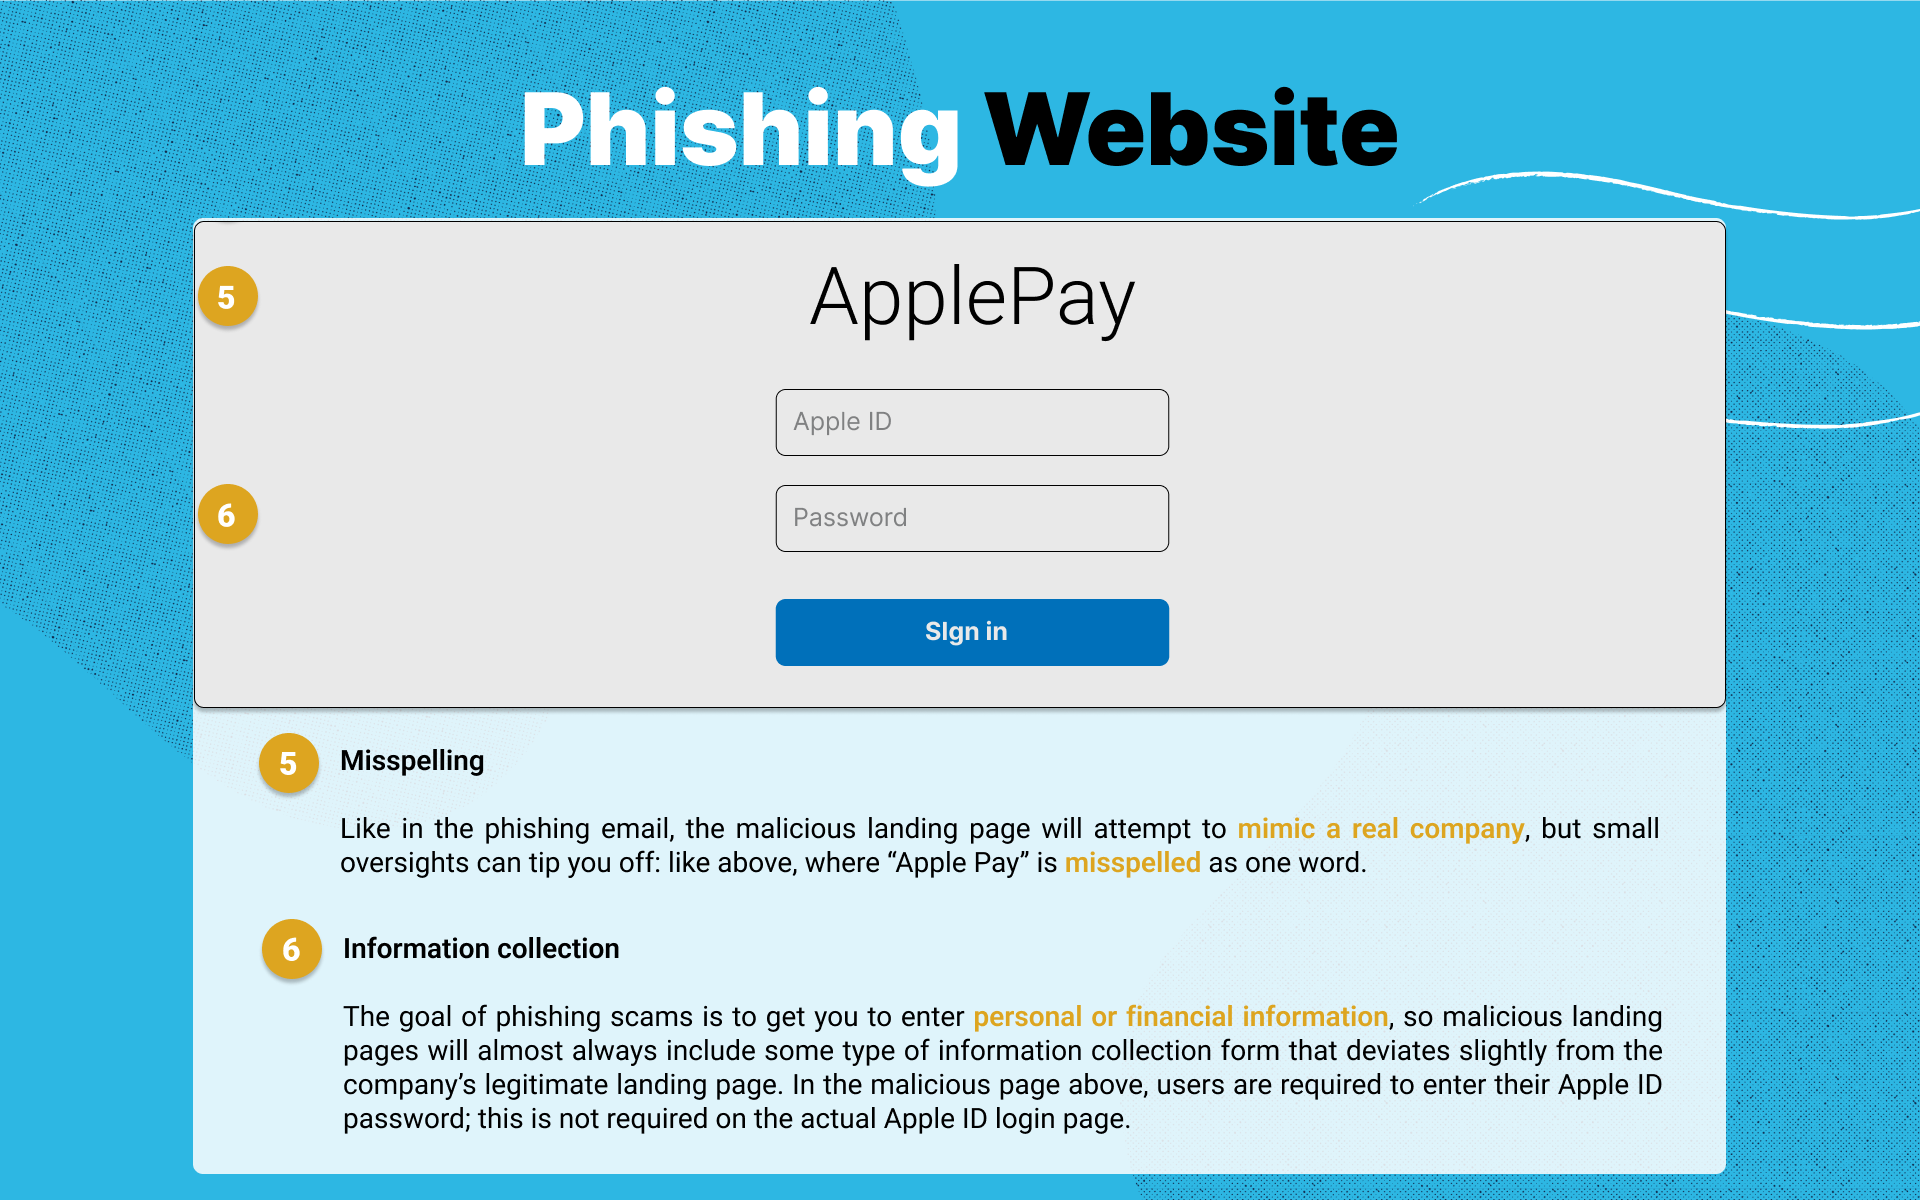 Phishing Website
5
ApplePay
Apple ID
6
Password
SIgn in
5
Misspelling
Like in the phishing email, the malicious landing page will attempt to mimic a real company, but small
oversights can tip you off: like above, where “Apple Pay” is misspelled as one word.
6
Information collection
The goal of phishing scams is to get you to enter personal or financial information, so malicious landing
pages will almost always include some type of information collection form that deviates slightly from the
company’s legitimate landing page. In the malicious page above, users are required to enter their Apple ID
password; this is not required on the actual Apple ID login page.